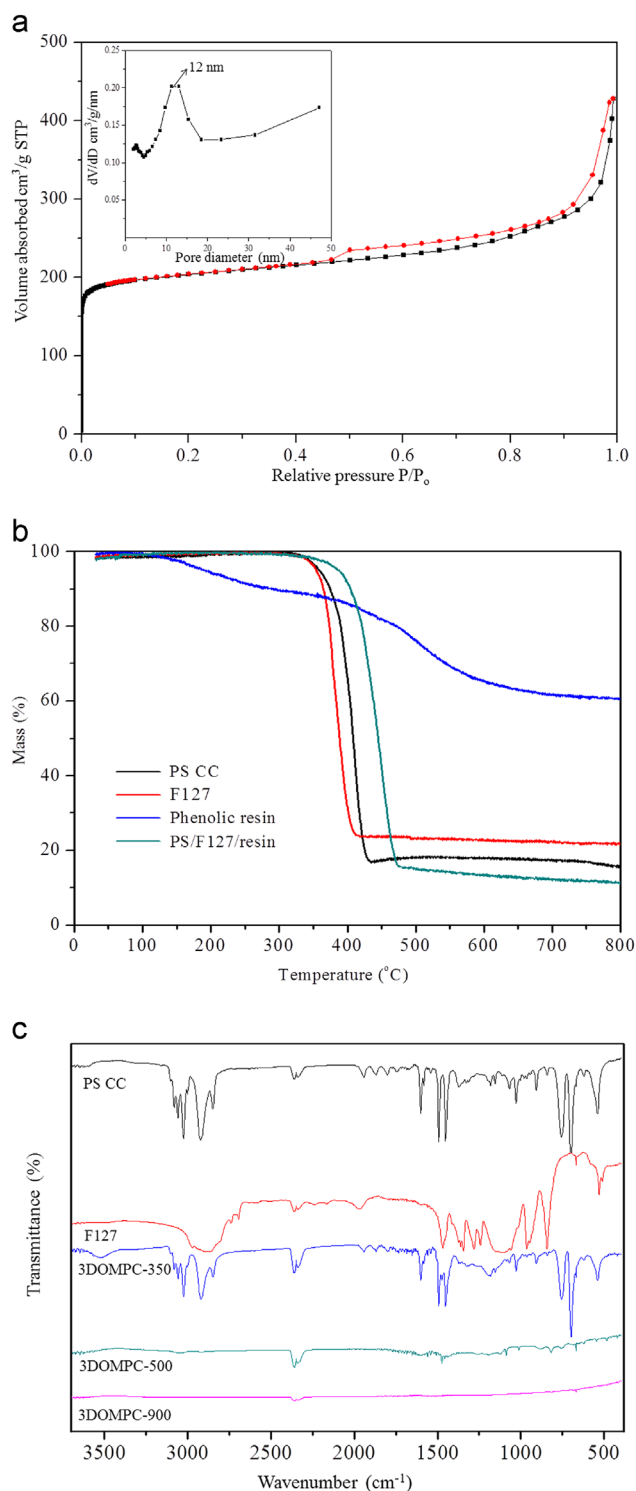 a
500
400
300
200
100
0
Volume absorbed cm³/g STP
0.25
0.20
0.15
0.10
0.05
dV/dD cm³/g/nm
12 nm
0 10 20 30 40 50
Pore diameter (nm)
0.0 0.2 0.4 0.6 0.8 1.0
Relative pressure P/Pₒ
b
100
80
60
40
20
0
Mass (%)
PS CC
F127
Phenolic resin
PS/F127/resin
0 100 200 300 400 500 600 700 800
Temperature (°C)
c
Transmittance (%)
PS CC
F127
3DOMPC-350
3DOMPC-500
3DOMPC-900
3500 3000 2500 2000 1500 1000 500
Wavenumber (cm⁻¹)